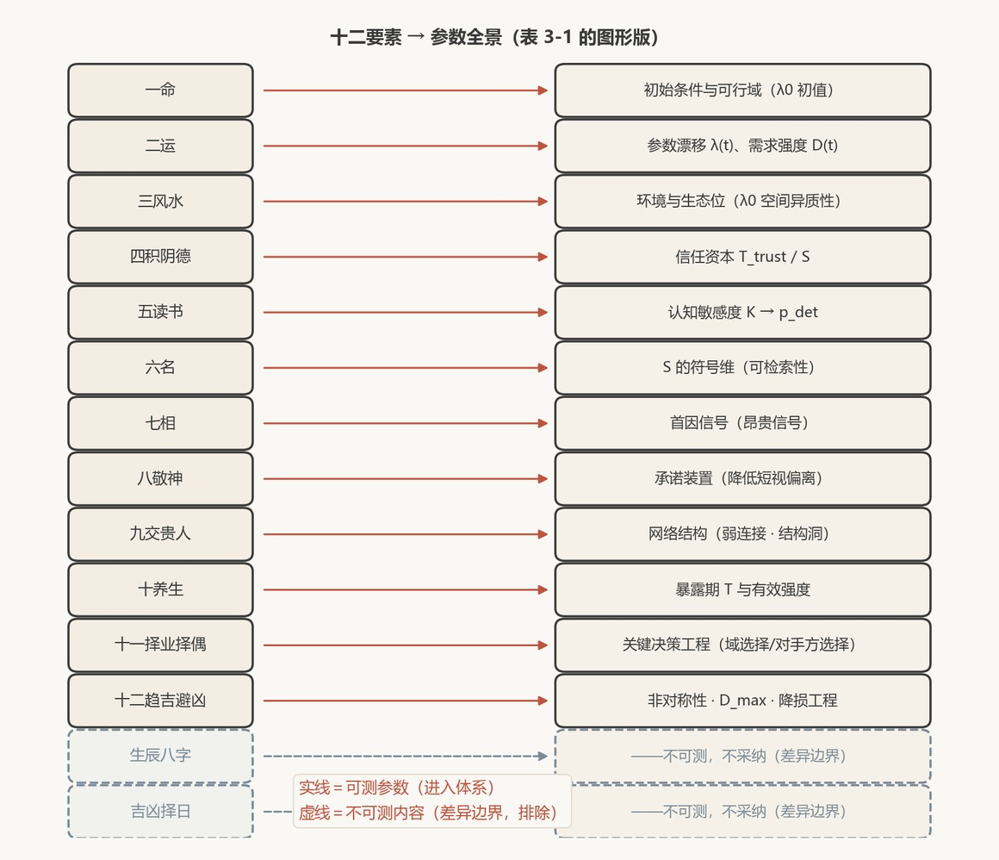 十二要素 → 参数全景（表 3-1 的图形版）
一命
初始条件与可行域（λ0 初值）
二运
参数漂移 λ(t)、需求强度 D(t)
三风水
环境与生态位（λ0 空间异质性）
四积阴德
信任资本 T_trust / S
五读书
认知敏感度 K → p_det
六名
S 的符号维（可检索性）
七相
首因信号（昂贵信号）
八敬神
承诺装置（降低短视偏离）
九交贵人
网络结构（弱连接 · 结构洞）
十养生
暴露期 T 与有效强度
十一择业择偶
关键决策工程（域选择/对手方选择）
十二趋吉避凶
非对称性 · D_max · 降损工程
生辰八字
——不可测，不采纳（差异边界）
实线 = 可测参数（进入体系）
虚线 = 不可测内容（差异边界，排除）
吉凶择日
——不可测，不采纳（差异边界）